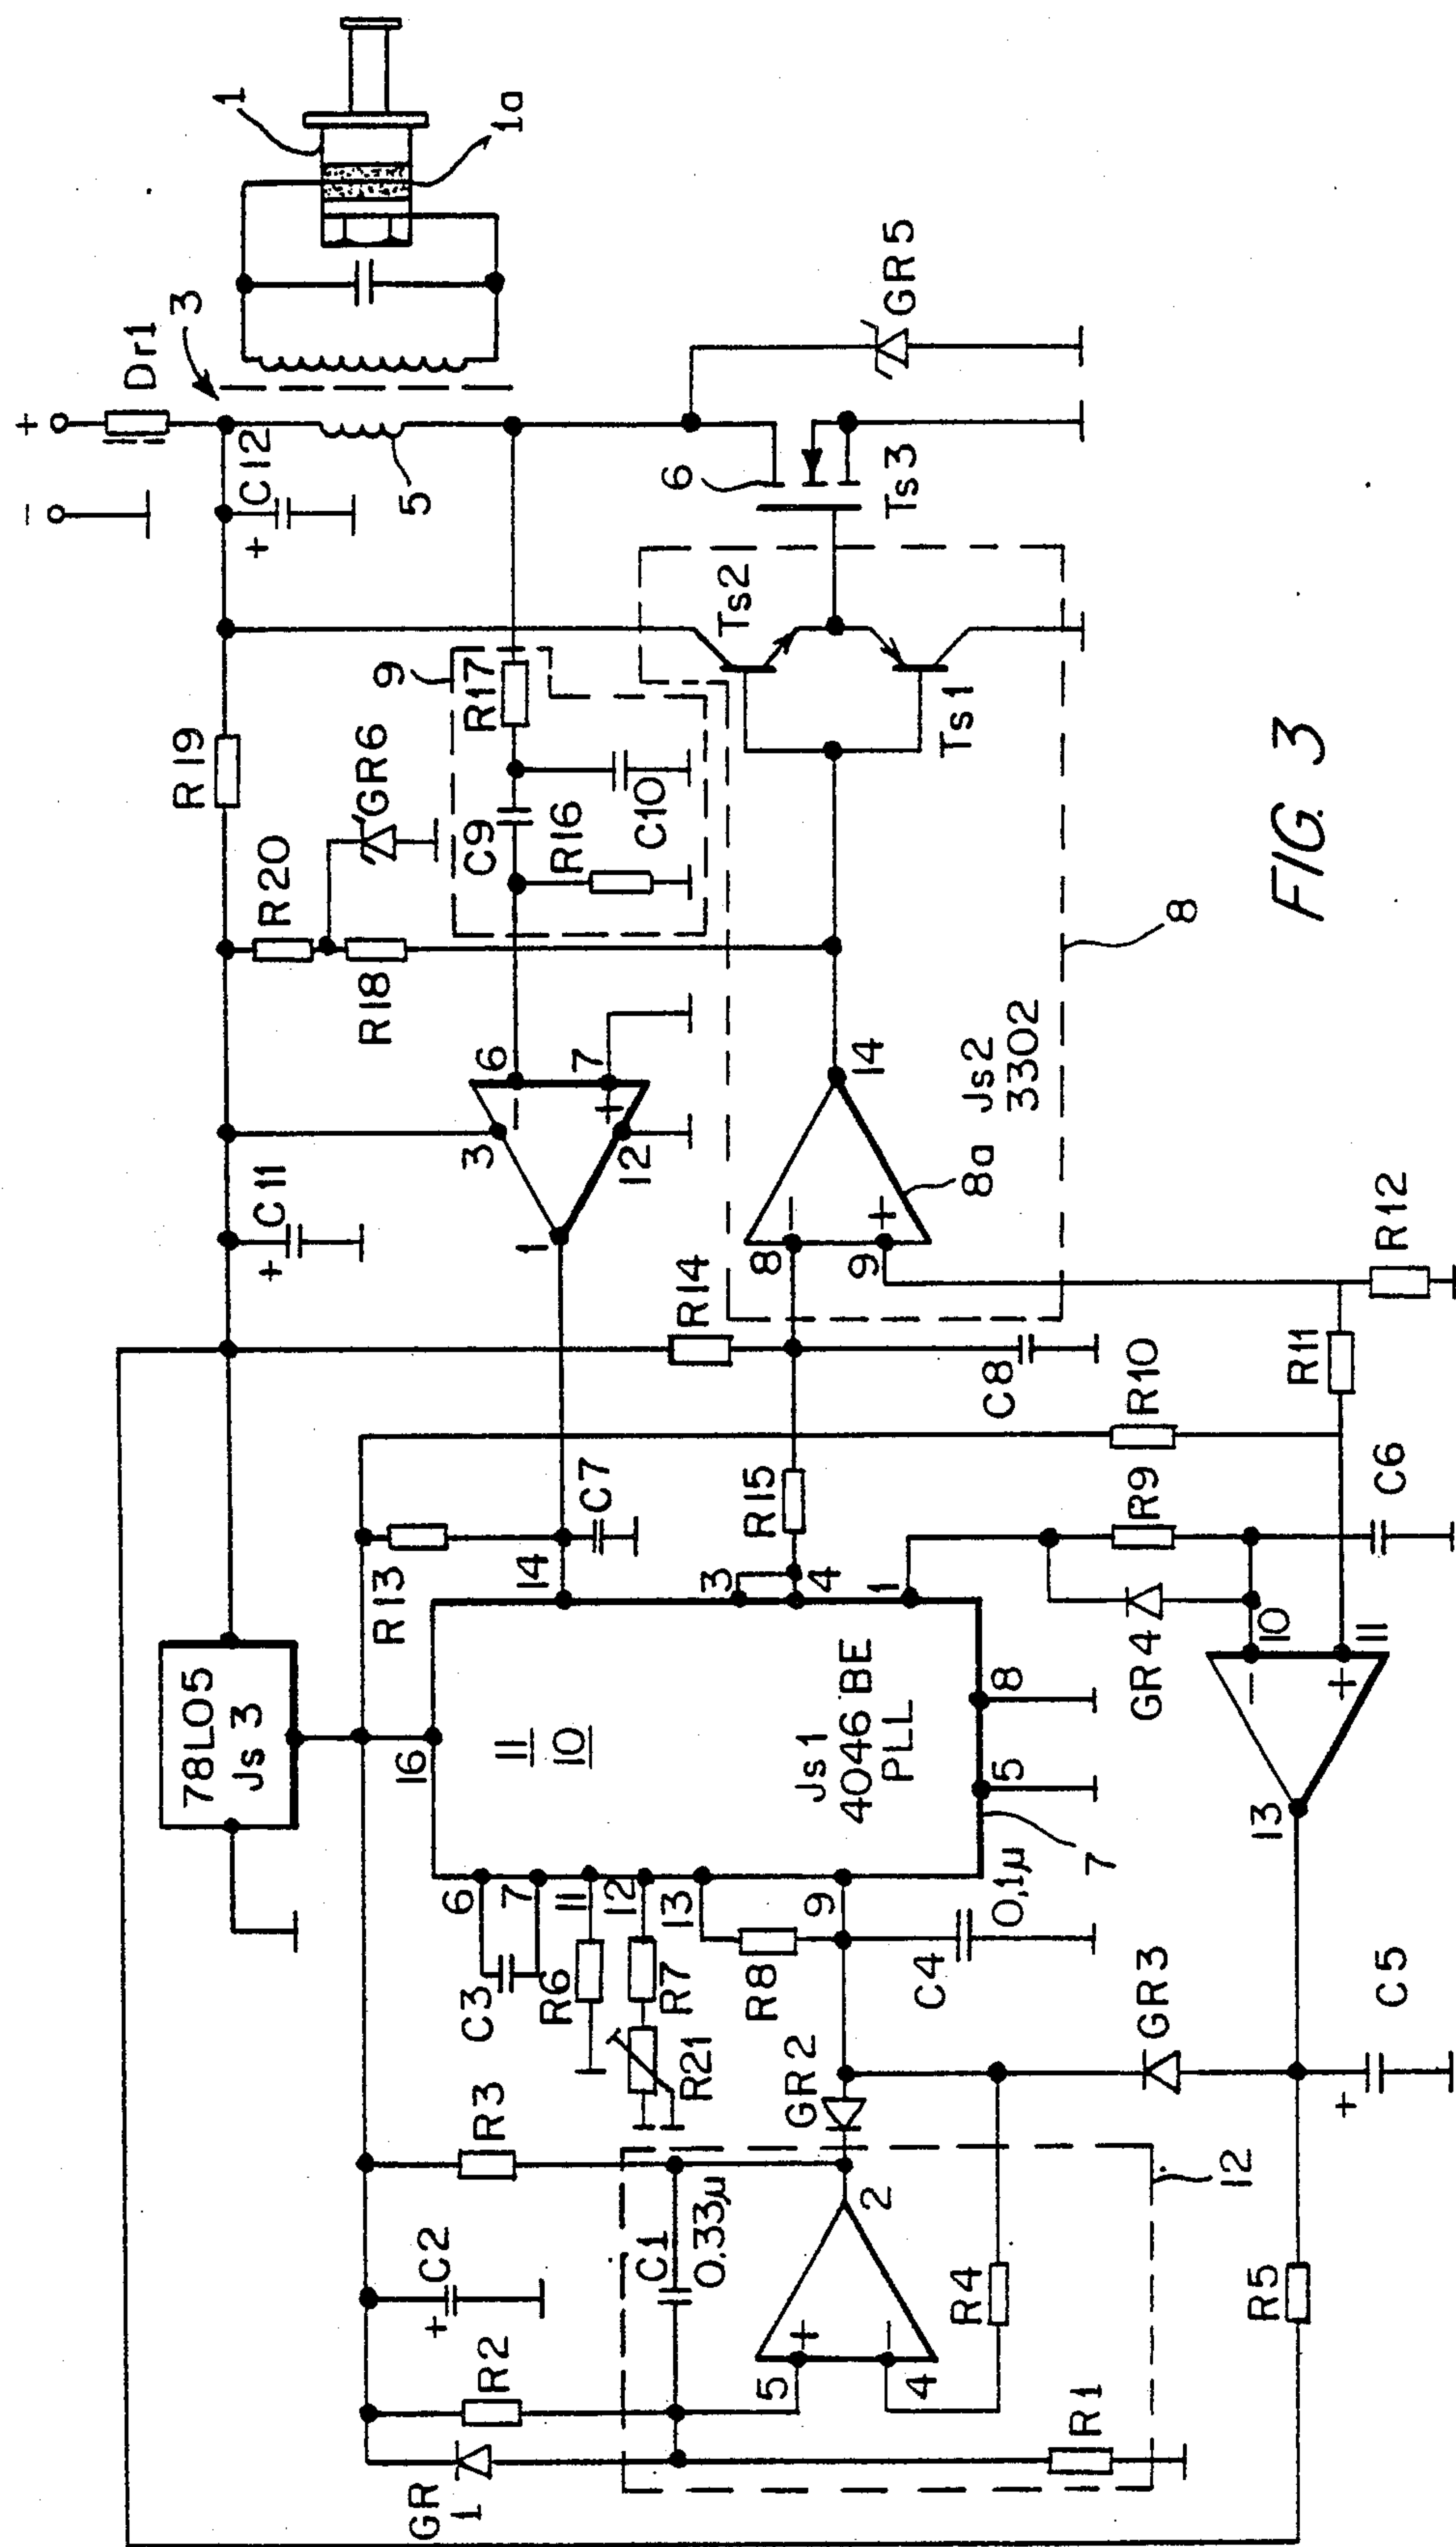 1
1a
3
Dr1
+
−
C12
+
5
GR5
6
Ts3
Ts2
Ts1
9
R17
C9
R16
C10
R19
GR6
R20
R18
6
7
−
+
3
12
1
C11
+
14
Js2
3302
8a
8
−
+
8
9
R14
R12
R11
C8
R10
R9
C6
R15
C7
R13
14
3
4
1
GR4
10
11
−
+
13
78L05
Js 3
16
11
10
Js1
4046 BE
PLL
8
5
7
6
7
11
12
13
9
C3
R6
R7
R21
R8
C4
0,1µ
GR2
GR3
C5
+
R3
C2
+
C1
0.33µ
2
12
+
−
5
4
R4
R5
R2
R1
GR
1
FIG. 3